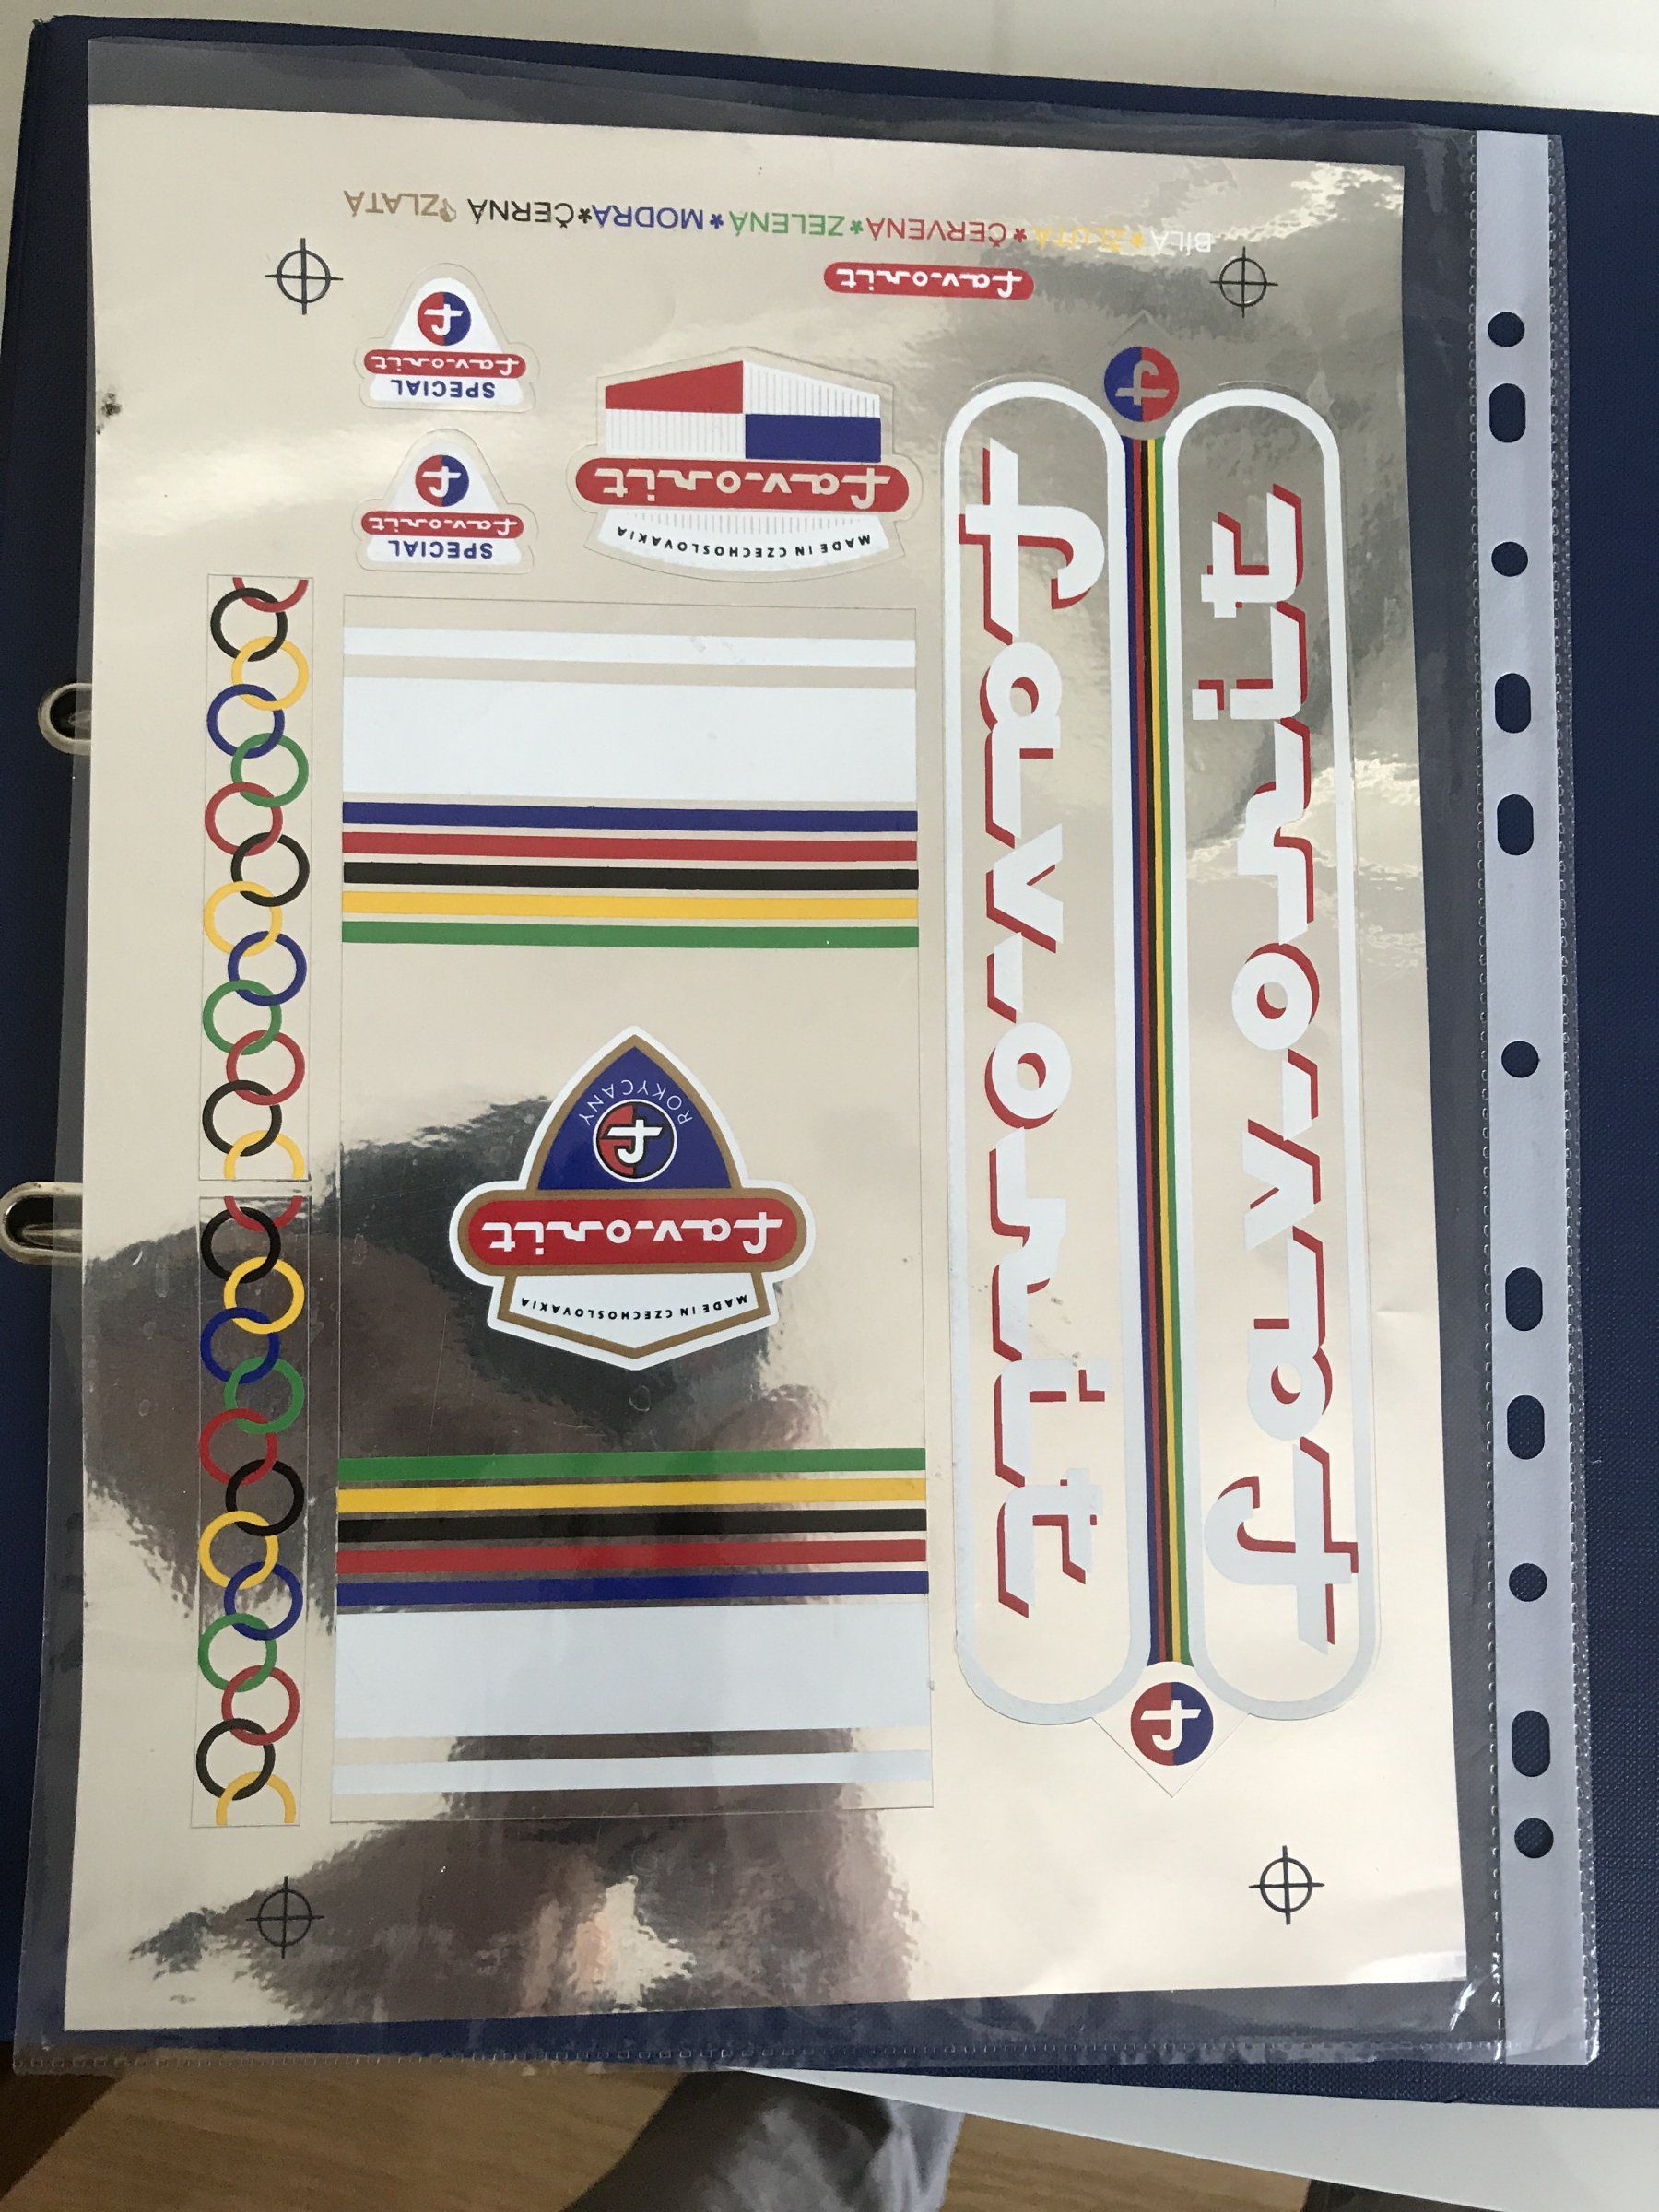 BÍLÁ*ŽLUTÁ*ČERVENÁ*ZELENÁ*MODRÁ*ČERNÁ*ZLATÁ
favorit
f
favorit
SPECIAL
f
favorit
SPECIAL
favorit
MADE IN CZECHOSLOVAKIA
f
favorit
favorit
f
ROKYCANY
f
favorit
MADE IN CZECHOSLOVAKIA